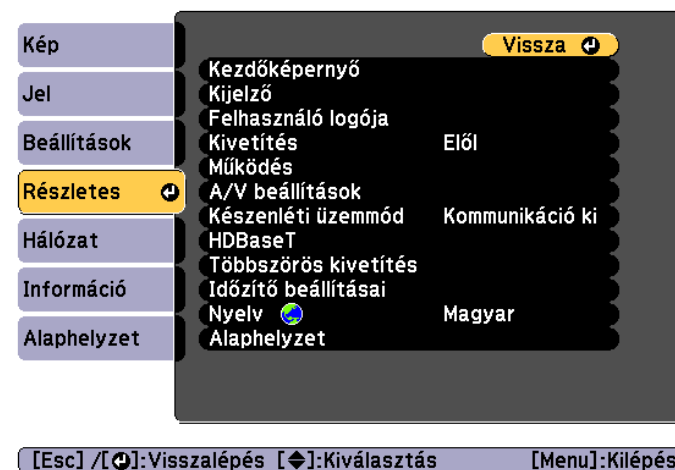 Kép
Jel
Beállítások
Részletes
Hálózat
Információ
Alaphelyzet
Vissza
Kezdőképernyő
Kijelző
Felhasználó logója
Kivetítés Elől
Működés
A/V beállítások
Készenléti üzemmód Kommunikáció ki
HDBaseT
Többszörös kivetítés
Időzítő beállításai
Nyelv Magyar
Alaphelyzet
[Esc] /[⏎]:Visszalépés [◆]:Kiválasztás [Menu]:Kilépés